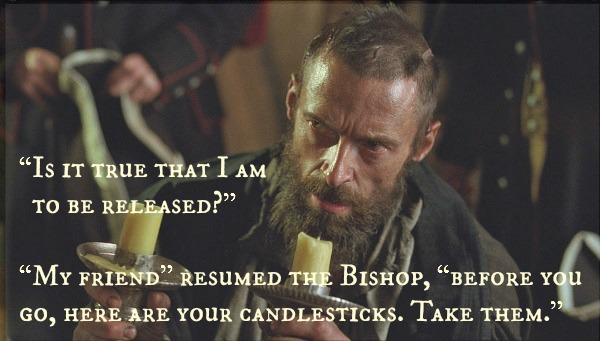 “Is it true that I am
to be released?”
“My friend” resumed the Bishop, “before you
go, here are your candlesticks. Take them.”